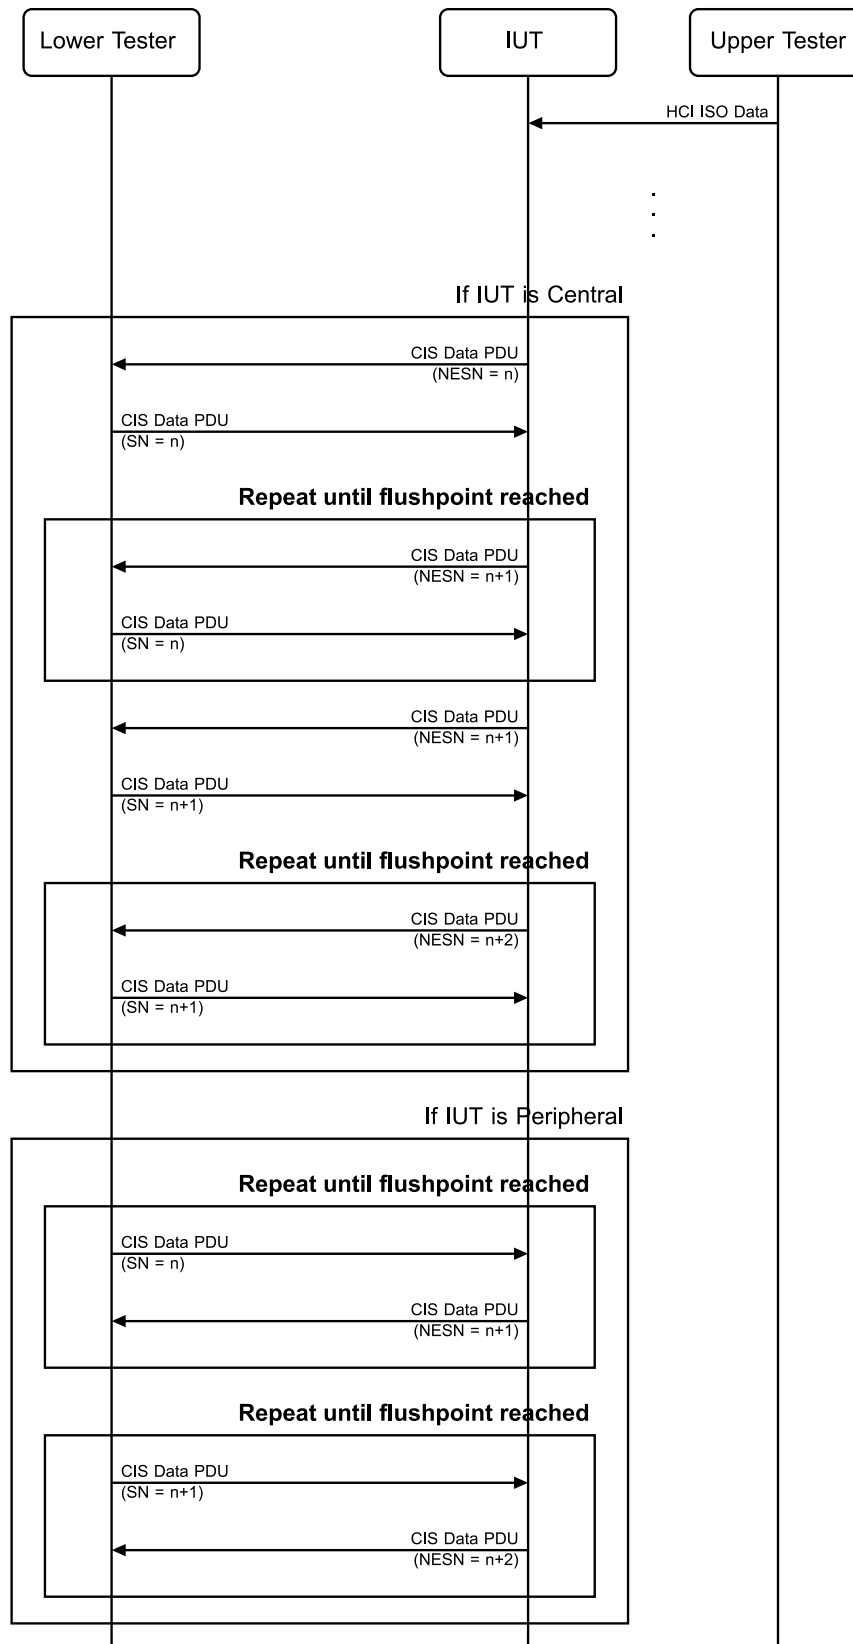 Lower Tester
IUT
Upper Tester
HCI ISO Data
.
.
.
If IUT is Central
CIS Data PDU
(NESN = n)
CIS Data PDU
(SN = n)
Repeat until flushpoint reached
CIS Data PDU
(NESN = n+1)
CIS Data PDU
(SN = n)
CIS Data PDU
(NESN = n+1)
CIS Data PDU
(SN = n+1)
Repeat until flushpoint reached
CIS Data PDU
(NESN = n+2)
CIS Data PDU
(SN = n+1)
If IUT is Peripheral
Repeat until flushpoint reached
CIS Data PDU
(SN = n)
CIS Data PDU
(NESN = n+1)
Repeat until flushpoint reached
CIS Data PDU
(SN = n+1)
CIS Data PDU
(NESN = n+2)